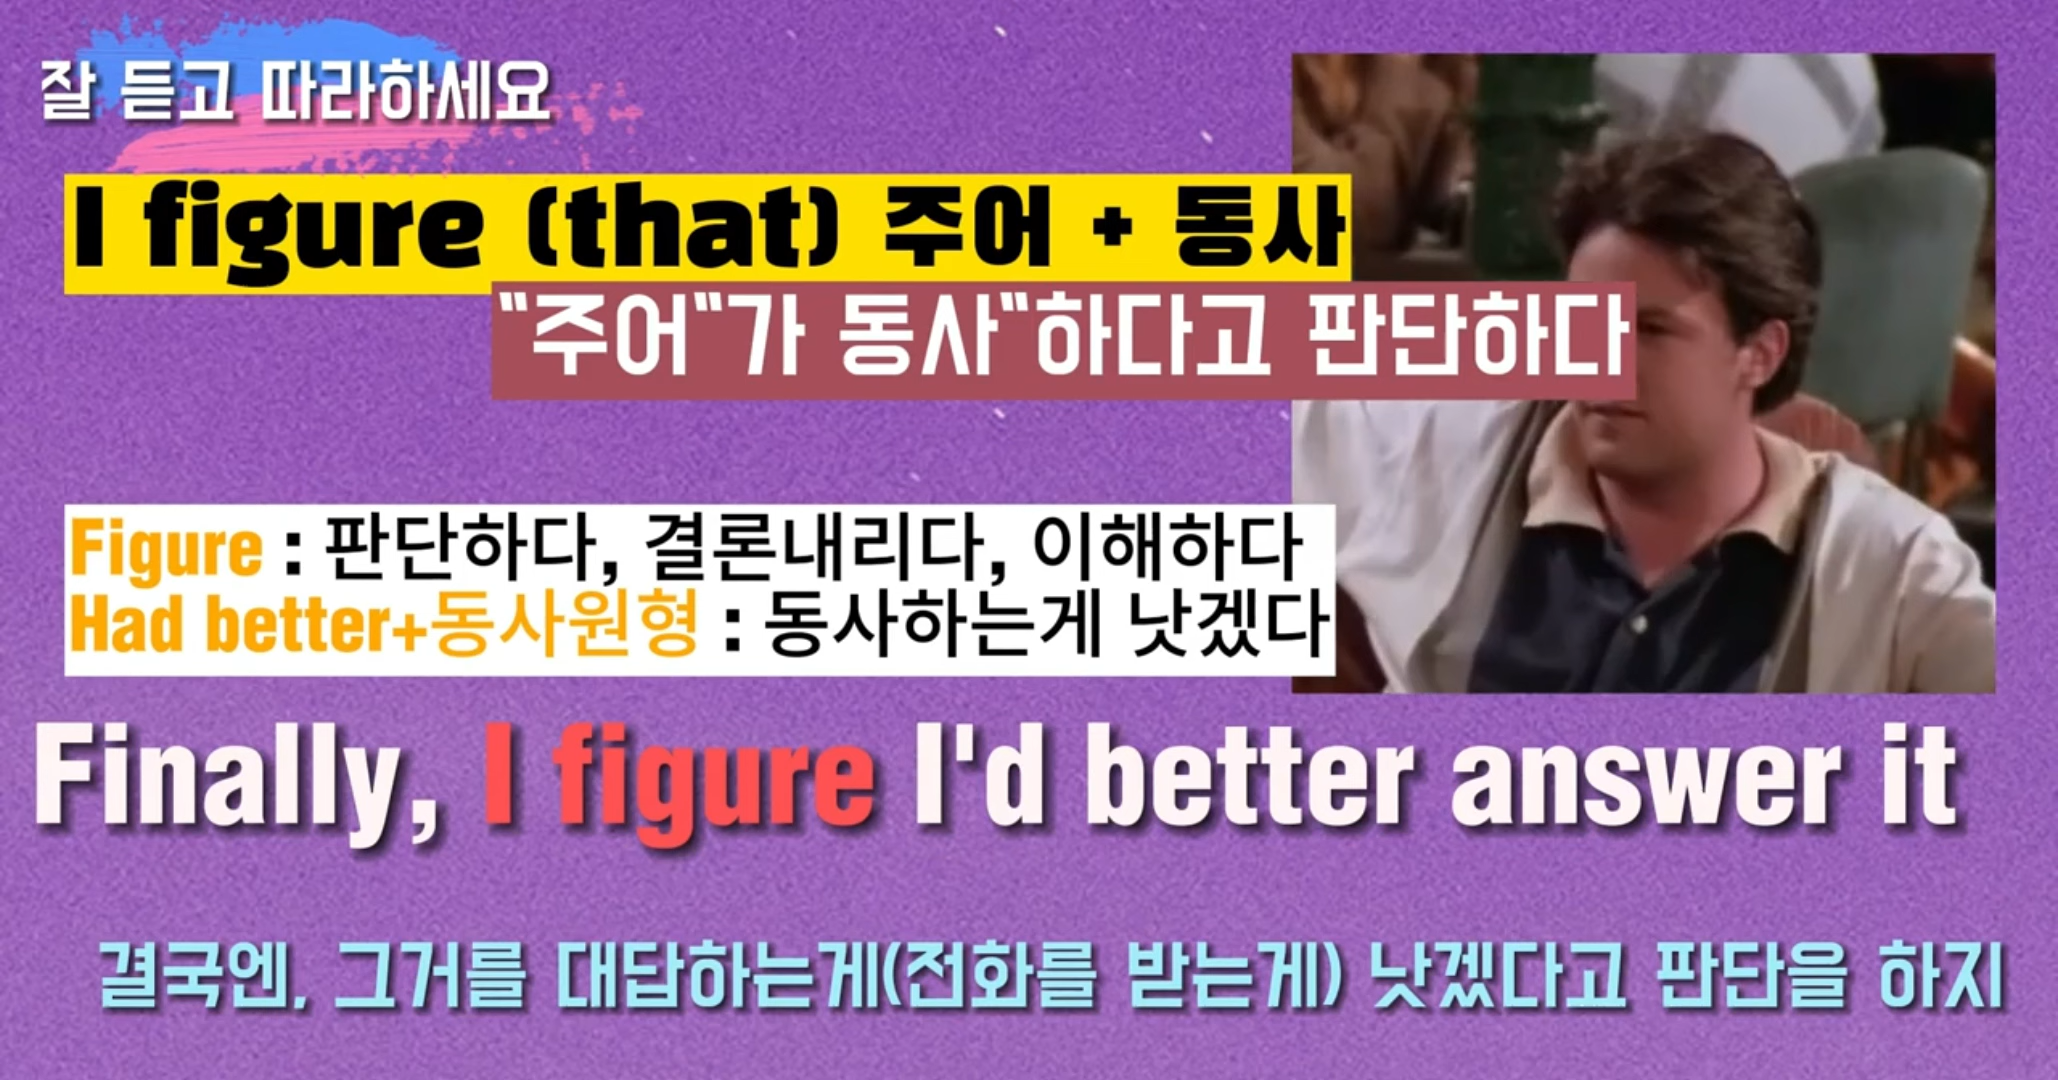 잘 듣고 따라하세요
I figure (that) 주어 + 동사
"주어"가 동사"하다고 판단하다
Figure : 판단하다, 결론내리다, 이해하다
Had better+동사원형 : 동사하는게 낫겠다
Finally, I figure I'd better answer it
결국엔, 그거를 대답하는게(전화를 받는게) 낫겠다고 판단을 하지